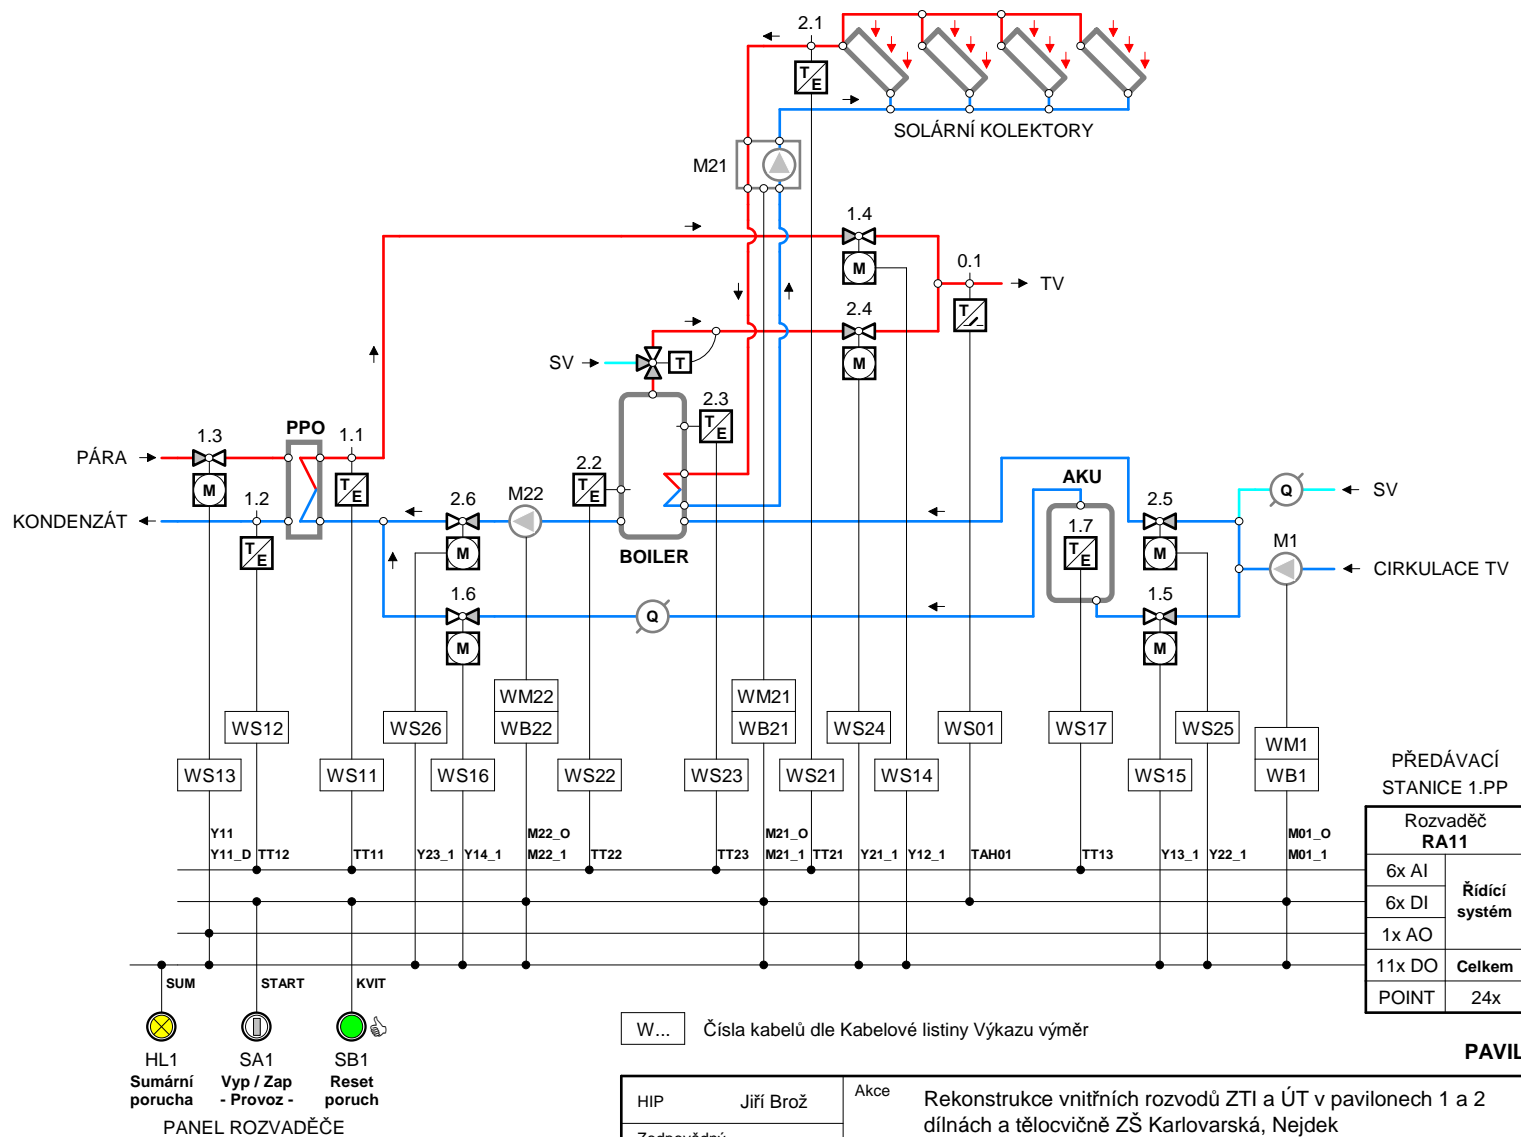 2.1
T E
SOLÁRNÍ KOLEKTORY
M21
1.4
M
0.1
T
TV
2.4
M
SV
T
2.3
T E
PPO
1.3
1.1
PÁRA
M
T E
2.2
T E
M22
2.6
1.2
KONDENZÁT
T E
M
BOILER
AKU
1.7
T E
2.5
M
Q
SV
M1
CIRKULACE TV
1.6
M
Q
1.5
M
WM22
WM21
WS12
WS26
WB22
WB21
WS24
WS01
WS17
WS25
WM1
WS13
WS11
WS16
WS22
WS23
WS21
WS14
WS15
WB1
PŘEDÁVACÍ
STANICE 1.PP
Y11
M22_O
M21_O
M01_O
Y11_D
TT12
TT11
Y23_1
Y14_1
M22_1
TT22
TT23
M21_1
TT21
Y21_1
Y12_1
TAH01
TT13
Y13_1
Y22_1
M01_1
Rozvaděč
RA11
6x AI
6x DI
1x AO
Řídící
systém
11x DO
Celkem
POINT
24x
SUM
START
KVIT
HL1
Sumární
porucha
SA1
Vyp / Zap
- Provoz -
SB1
Reset
poruch
PANEL ROZVADĚČE
W...
Čísla kabelů dle Kabelové listiny Výkazu výměr
PAVIL
HIP
Jiří Brož
Akce
Rekonstrukce vnitřních rozvodů ZTI a ÚT v pavilonech 1 a 2
dílnách a tělocvičně ZŠ Karlovarská, Nejdek
Zodpovědný